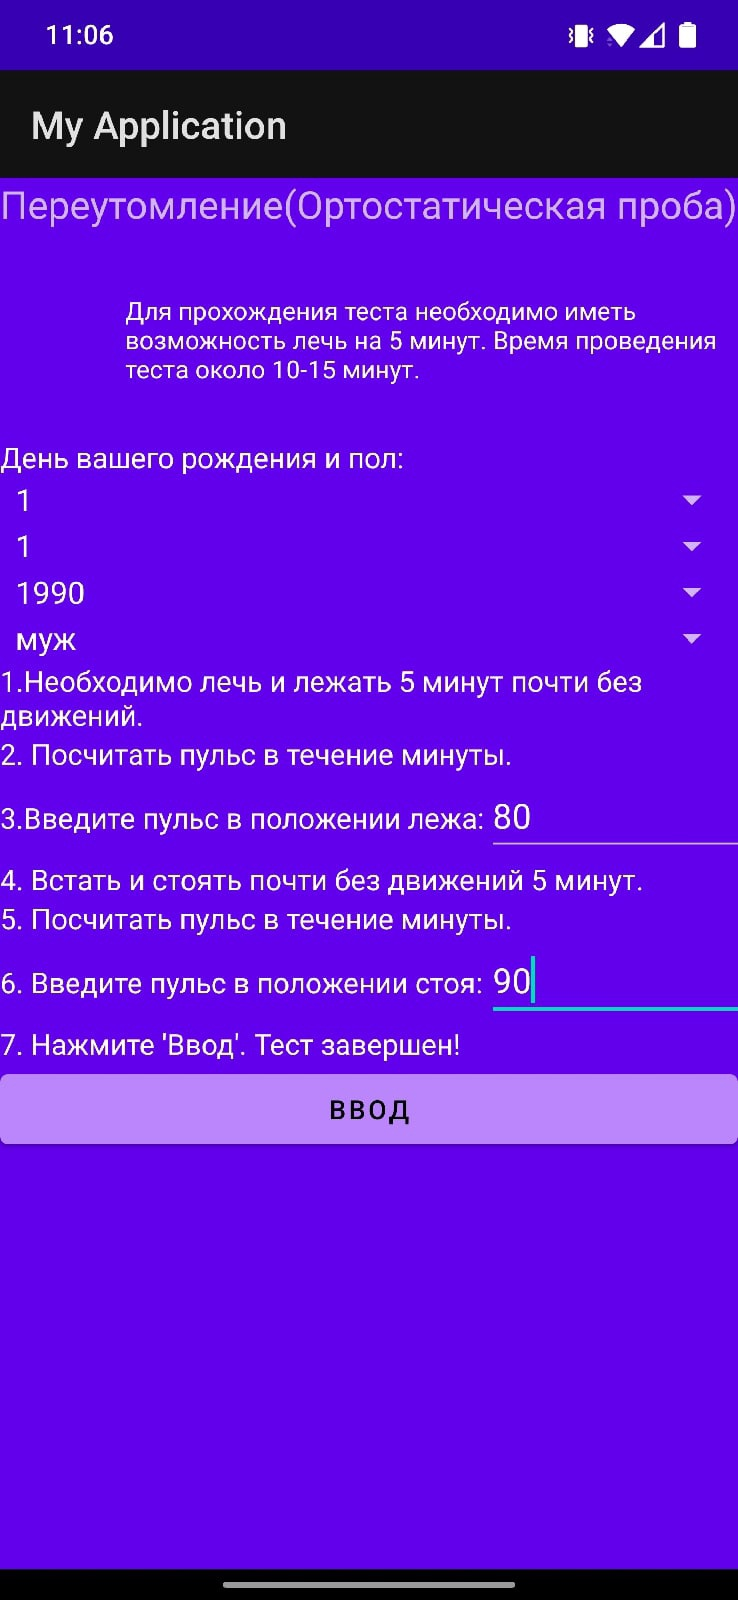 11:06
My Application
Переутомление(Ортостатическая проба)
Для прохождения теста необходимо иметь
возможность лечь на 5 минут. Время проведения
теста около 10-15 минут.
День вашего рождения и пол:
1
1
1990
муж
1.Необходимо лечь и лежать 5 минут почти без
движений.
2. Посчитать пульс в течение минуты.
3.Введите пульс в положении лежа: 80
4. Встать и стоять почти без движений 5 минут.
5. Посчитать пульс в течение минуты.
6. Введите пульс в положении стоя: 90
7. Нажмите 'Ввод'. Тест завершен!
ВВОД